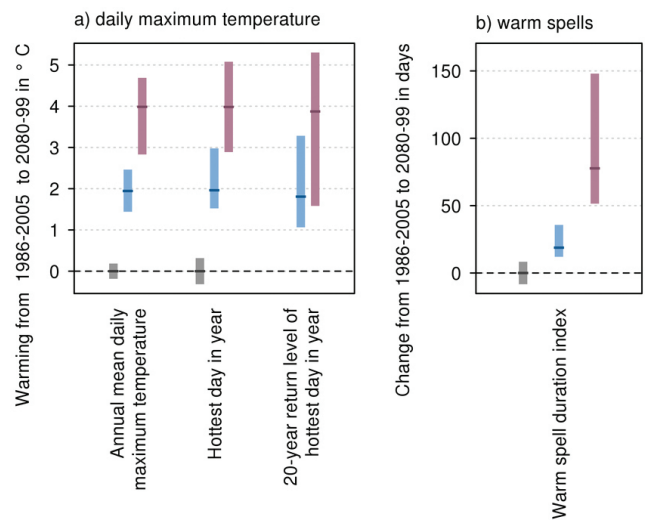 a) daily maximum temperature
Warming from 1986-2005 to 2080-99 in ° C
5
4
3
2
1
0
Annual mean daily
maximum temperature
Hottest day in year
20-year return level of
hottest day in year
b) warm spells
Change from 1986-2005 to 2080-99 in days
150
100
50
0
Warm spell duration index